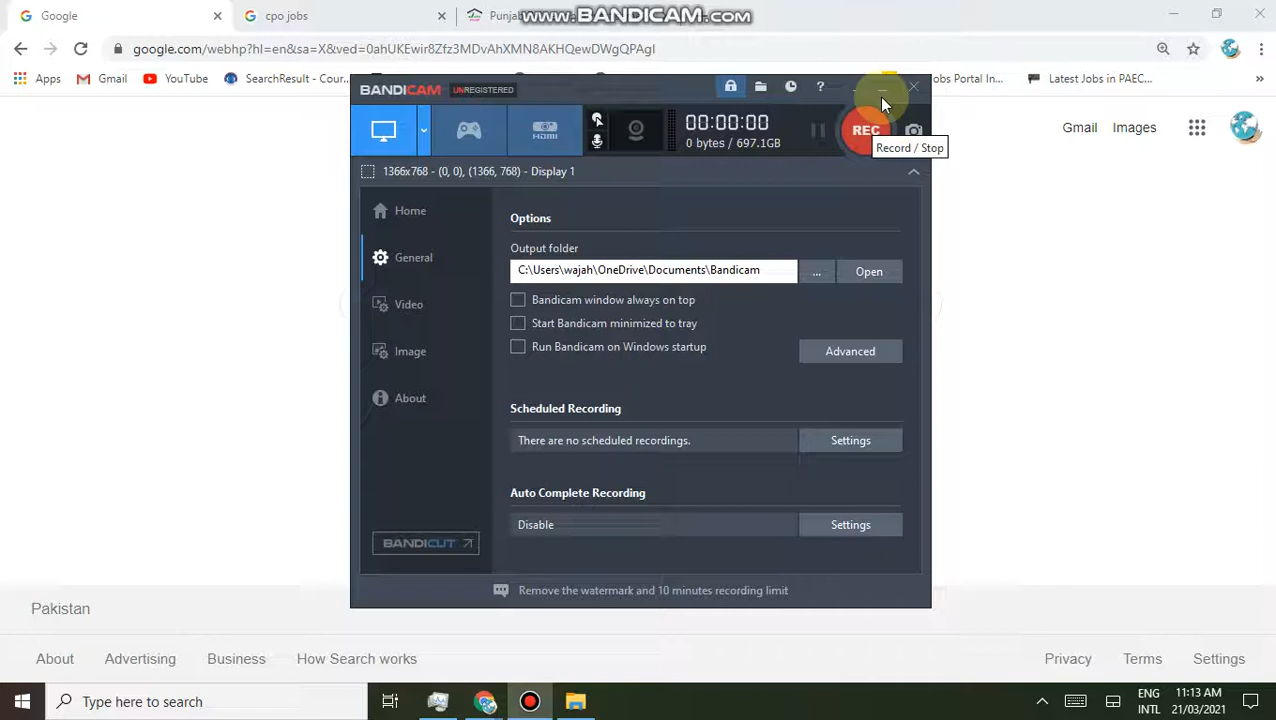 Google
cpo jobs
Punjal
www.BANDICAM.com
google.com/webhp?hl=en&sa=X&ved=0ahUKEwir8Zfz3MDvAhXMN8AKHQewDWgQPAgI
Apps
Gmail
YouTube
SearchResult - Cour...
Jobs Portal In...
Latest Jobs in PAEC...
»
Gmail
Images
BANDICAM
UNREGISTERED
?
HDMI
00:00:00
0 bytes / 697.1GB
REC
Record / Stop
1366x768 - (0, 0), (1366, 768) - Display 1
Home
General
Video
Image
About
BANDICUT
Options
Output folder
C:\Users\wajah\OneDrive\Documents\Bandicam
...
Open
Bandicam window always on top
Start Bandicam minimized to tray
Run Bandicam on Windows startup
Advanced
Scheduled Recording
There are no scheduled recordings.
Settings
Auto Complete Recording
Disable
Settings
Remove the watermark and 10 minutes recording limit
Pakistan
About
Advertising
Business
How Search works
Privacy
Terms
Settings
Type here to search
ENG
INTL
11:13 AM
21/03/2021